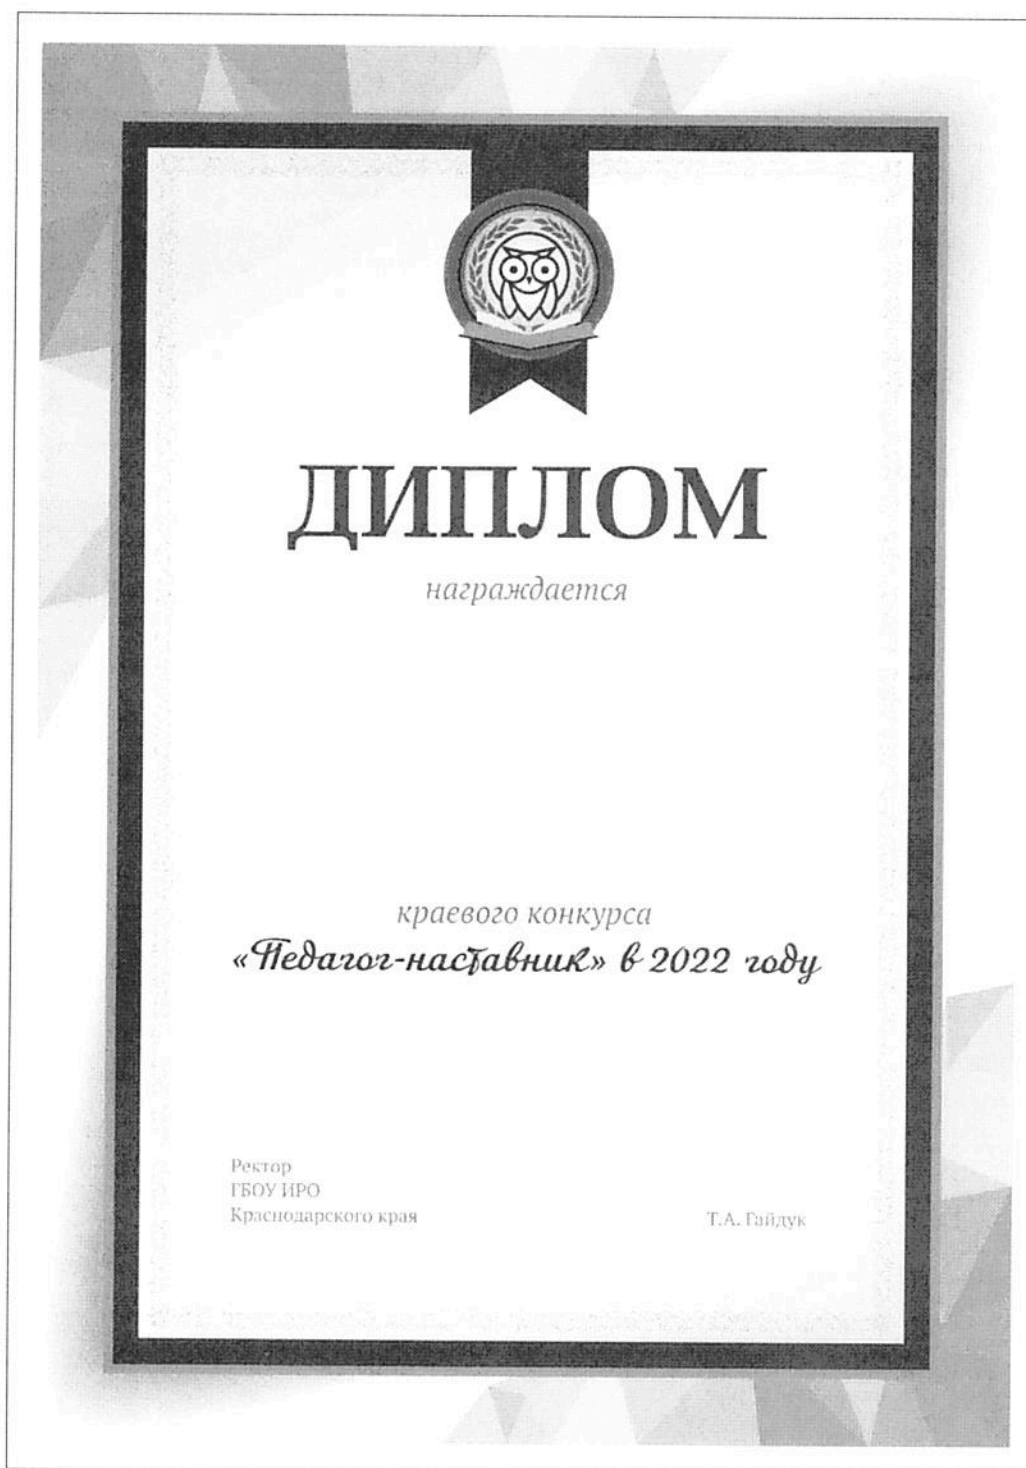 ДИПЛОМ
награждается
краевого конкурса
«Педагог-наставник» в 2022 году
Ректор
ГБОУ ИРО
Краснодарского края
Т.А. Гайдук